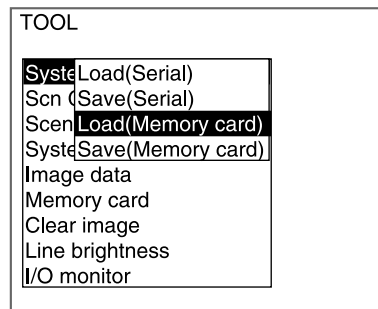 TOOL
Syste
Load(Serial)
Scn
Save(Serial)
Scen
Load(Memory card)
Syste
Save(Memory card)
Image data
Memory card
Clear image
Line brightness
I/O monitor